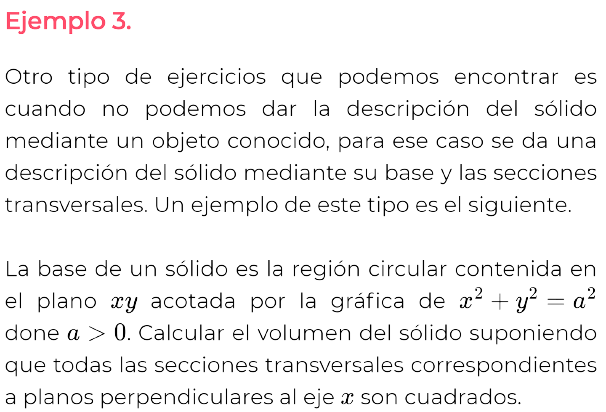 Ejemplo 3.
Otro tipo de ejercicios que podemos encontrar es
cuando no podemos dar la descripción del sólido
mediante un objeto conocido, para ese caso se da una
descripción del sólido mediante su base y las secciones
transversales. Un ejemplo de este tipo es el siguiente.
La base de un sólido es la región circular contenida en
el plano xy acotada por la gráfica de x² + y² = a²
done a > 0. Calcular el volumen del sólido suponiendo
que todas las secciones transversales correspondientes
a planos perpendiculares al eje x son cuadrados.